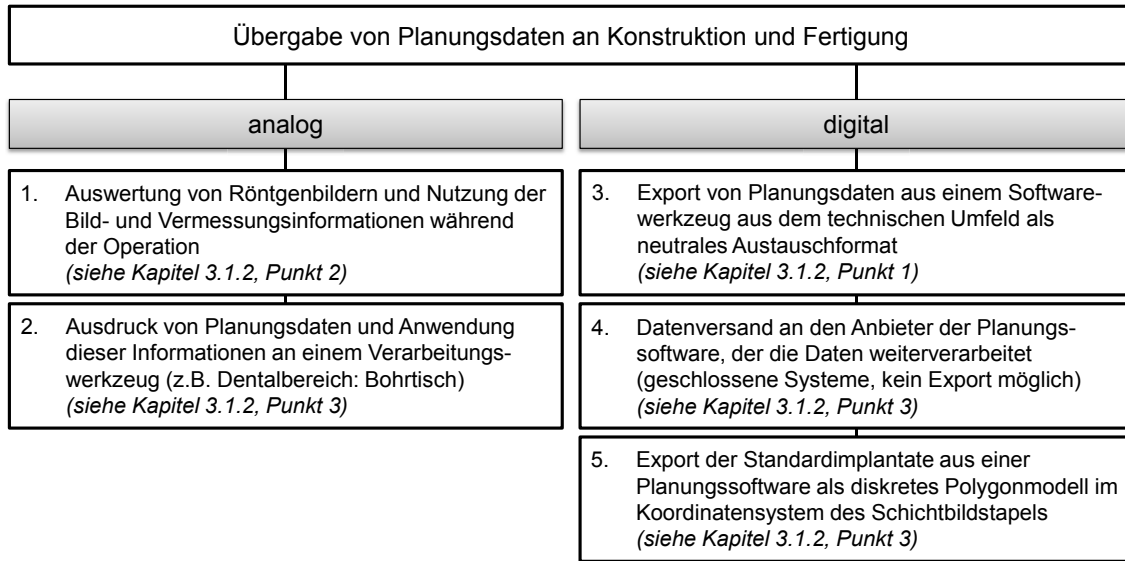 Übergabe von Planungsdaten an Konstruktion und Fertigung
analog
1. Auswertung von Röntgenbildern und Nutzung der
Bild- und Vermessungsinformationen während
der Operation
(siehe Kapitel 3.1.2, Punkt 2)
2. Ausdruck von Planungsdaten und Anwendung
dieser Informationen an einem Verarbeitungs-
werkzeug (z.B. Dentalbereich: Bohrtisch)
(siehe Kapitel 3.1.2, Punkt 3)
digital
3. Export von Planungsdaten aus einem Software-
werkzeug aus dem technischen Umfeld als
neutrales Austauschformat
(siehe Kapitel 3.1.2, Punkt 1)
4. Datenversand an den Anbieter der Planungs-
software, der die Daten weiterverarbeitet
(geschlossene Systeme, kein Export möglich)
(siehe Kapitel 3.1.2, Punkt 3)
5. Export der Standardimplantate aus einer
Planungssoftware als diskretes Polygonmodell im
Koordinatensystem des Schichtbildstapels
(siehe Kapitel 3.1.2, Punkt 3)